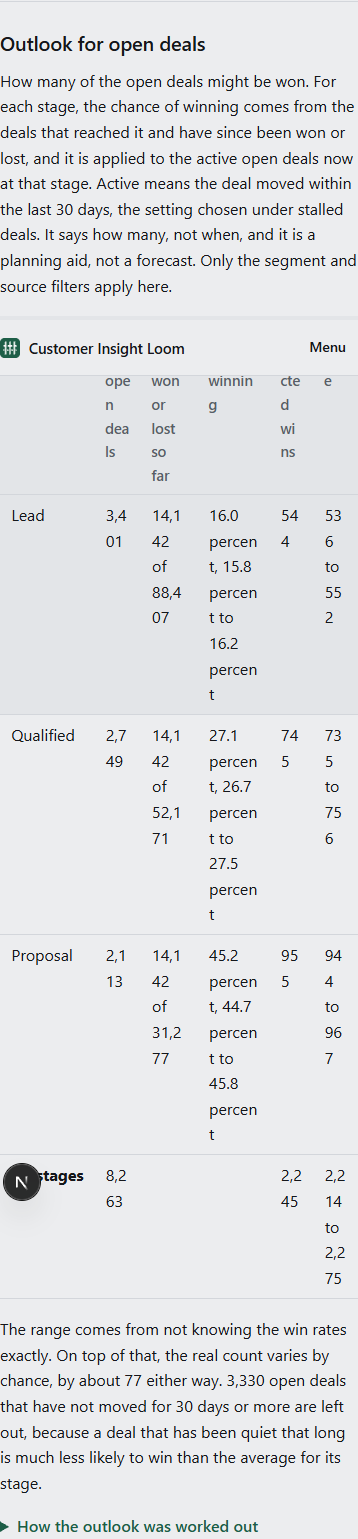 Outlook for open deals
How many of the open deals might be won. For
each stage, the chance of winning comes from the
deals that reached it and have since been won or
lost, and it is applied to the active open deals now
at that stage. Active means the deal moved within
the last 30 days, the setting chosen under stalled
deals. It says how many, not when, and it is a
planning aid, not a forecast. Only the segment and
source filters apply here.
Customer Insight Loom Menu
ope won winnin cte e
n or g d
dea lost wi
ls so ns
far
Lead 3,4 14,1 16.0 54 53
01 42 percen 4 6
of t, 15.8 to
88,4 percen 55
07 t to 2
16.2
percen
t
Qualified 2,7 14,1 27.1 74 73
49 42 percen 5 5
of t, 26.7 to
52,1 percen 75
71 t to 6
27.5
percen
t
Proposal 2,1 14,1 45.2 95 94
13 42 percen 5 4
of t, 44.7 to
31,2 percen 96
77 t to 7
45.8
percen
t
stages 8,2 2,2 2,2
63 45 14
to
2,2
75
The range comes from not knowing the win rates
exactly. On top of that, the real count varies by
chance, by about 77 either way. 3,330 open deals
that have not moved for 30 days or more are left
out, because a deal that has been quiet that long
is much less likely to win than the average for its
stage.
How the outlook was worked out